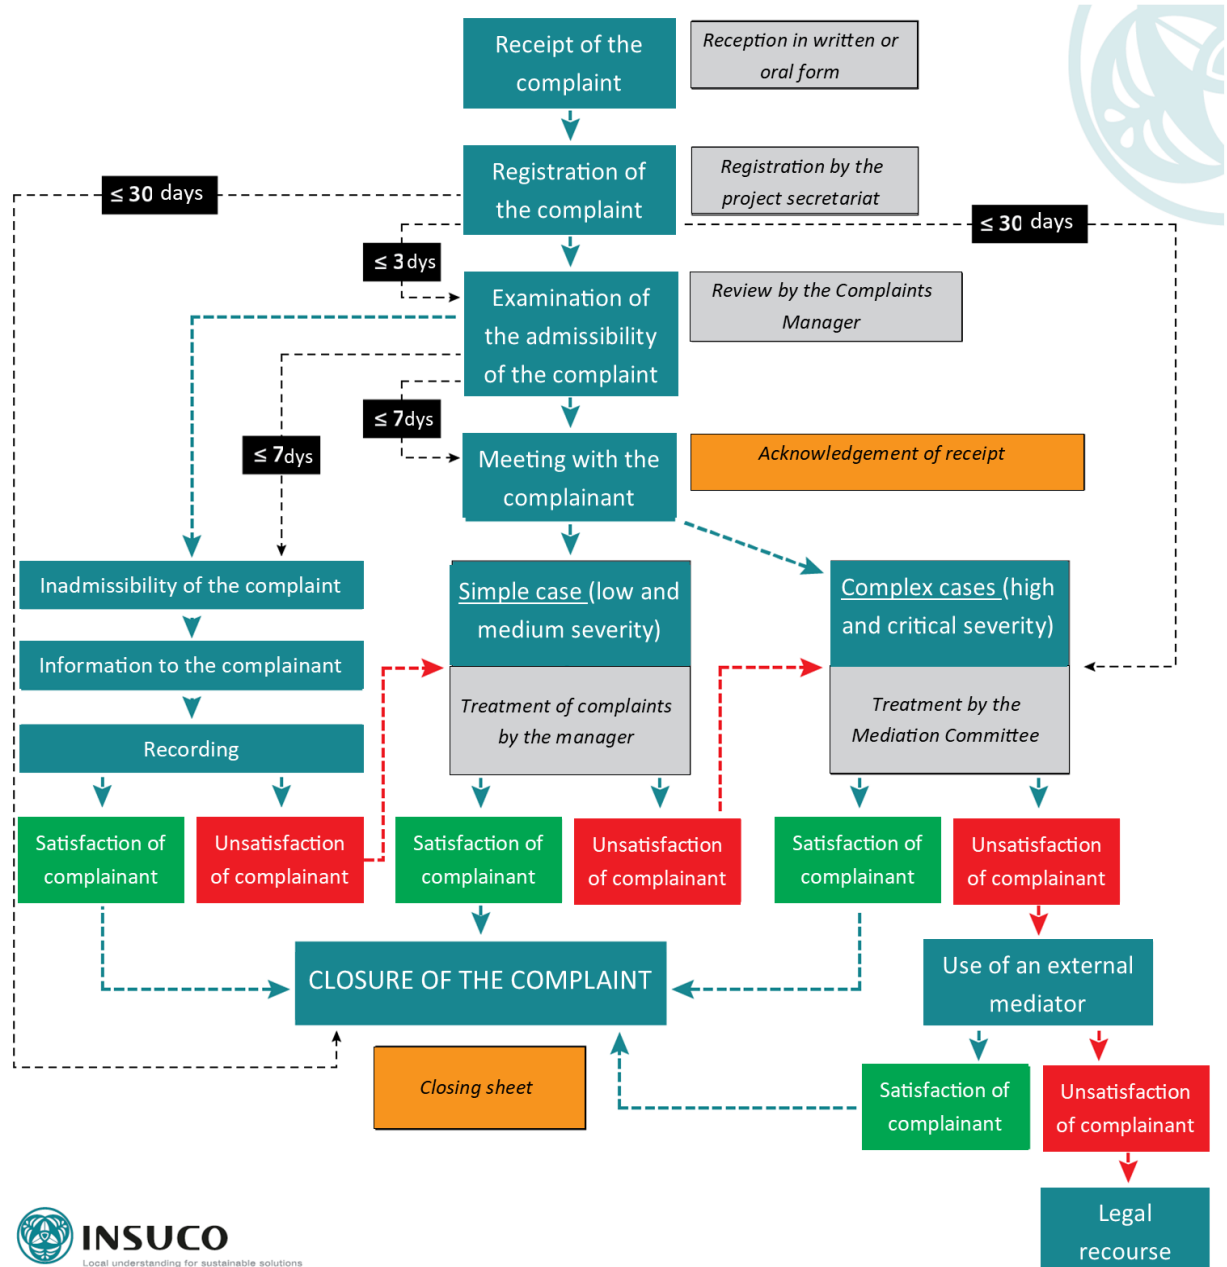 Receipt of the
complaint
Reception in written or
oral form
Registration of
the complaint
Registration by the
project secretariat
≤ 30 days
≤ 30 days
≤ 3 dys
Examination of
the admissibility
of the complaint
Review by the Complaints
Manager
≤ 7dys
≤ 7dys
Meeting with the
complainant
Acknowledgement of receipt
Inadmissibility of the complaint
Information to the complainant
Recording
Simple case (low and
medium severity)
Treatment of complaints
by the manager
Complex cases (high
and critical severity)
Treatment by the
Mediation Committee
Satisfaction of
complainant
Unsatisfaction
of complainant
Satisfaction of
complainant
Unsatisfaction
of complainant
Satisfaction of
complainant
Unsatisfaction
of complainant
CLOSURE OF THE COMPLAINT
Use of an external
mediator
Closing sheet
Satisfaction of
complainant
Unsatisfaction
of complainant
Legal
recourse
INSUCO
Local understanding for sustainable solutions